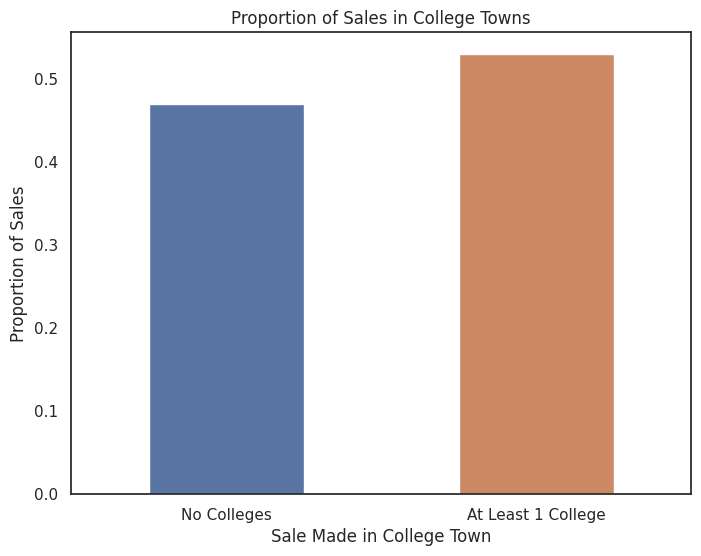 Proportion of Sales in College Towns
Proportion of Sales
0.5
0.4
0.3
0.2
0.1
0.0
No Colleges
At Least 1 College
Sale Made in College Town